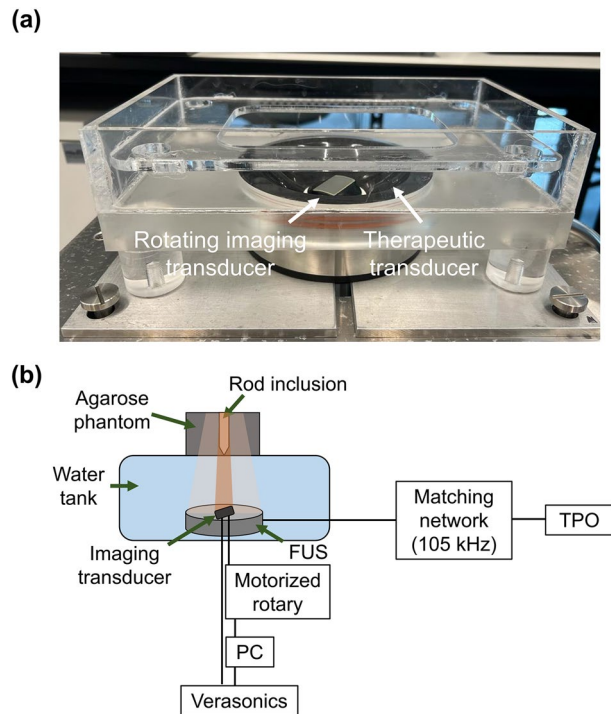 (a)
Rotating imaging
transducer
Therapeutic
transducer
(b)
Rod inclusion
Agarose
phantom
Water
tank
Imaging
transducer
FUS
Matching
network
(105 kHz)
TPO
Motorized
rotary
PC
Verasonics